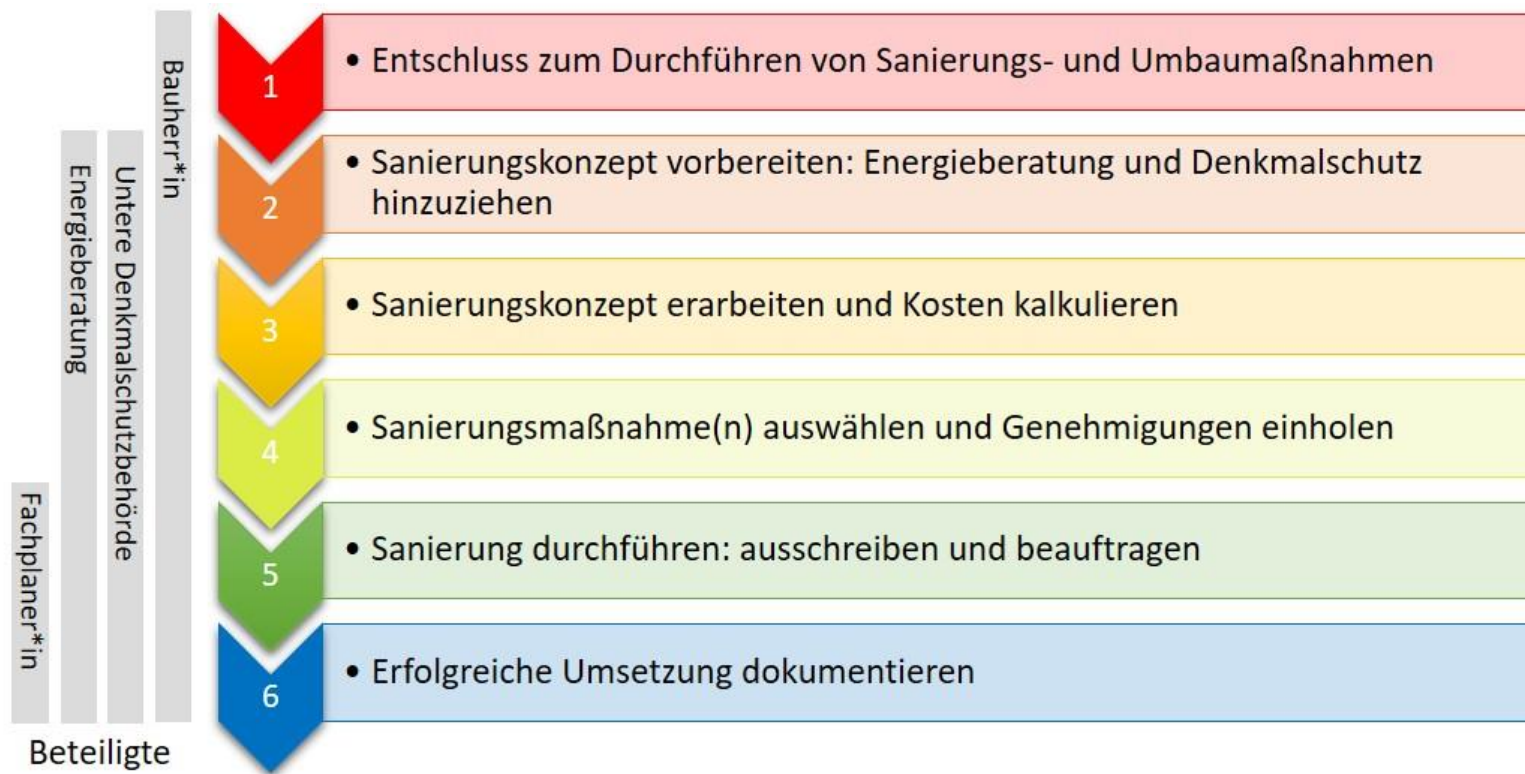 Bauherr*in
Untere Denkmalschutzbehörde
Energieberatung
Fachplaner*in
Beteiligte
1
• Entschluss zum Durchführen von Sanierungs- und Umbaumaßnahmen
2
• Sanierungskonzept vorbereiten: Energieberatung und Denkmalschutz
hinzuziehen
3
• Sanierungskonzept erarbeiten und Kosten kalkulieren
4
• Sanierungsmaßnahme(n) auswählen und Genehmigungen einholen
5
• Sanierung durchführen: ausschreiben und beauftragen
6
• Erfolgreiche Umsetzung dokumentieren